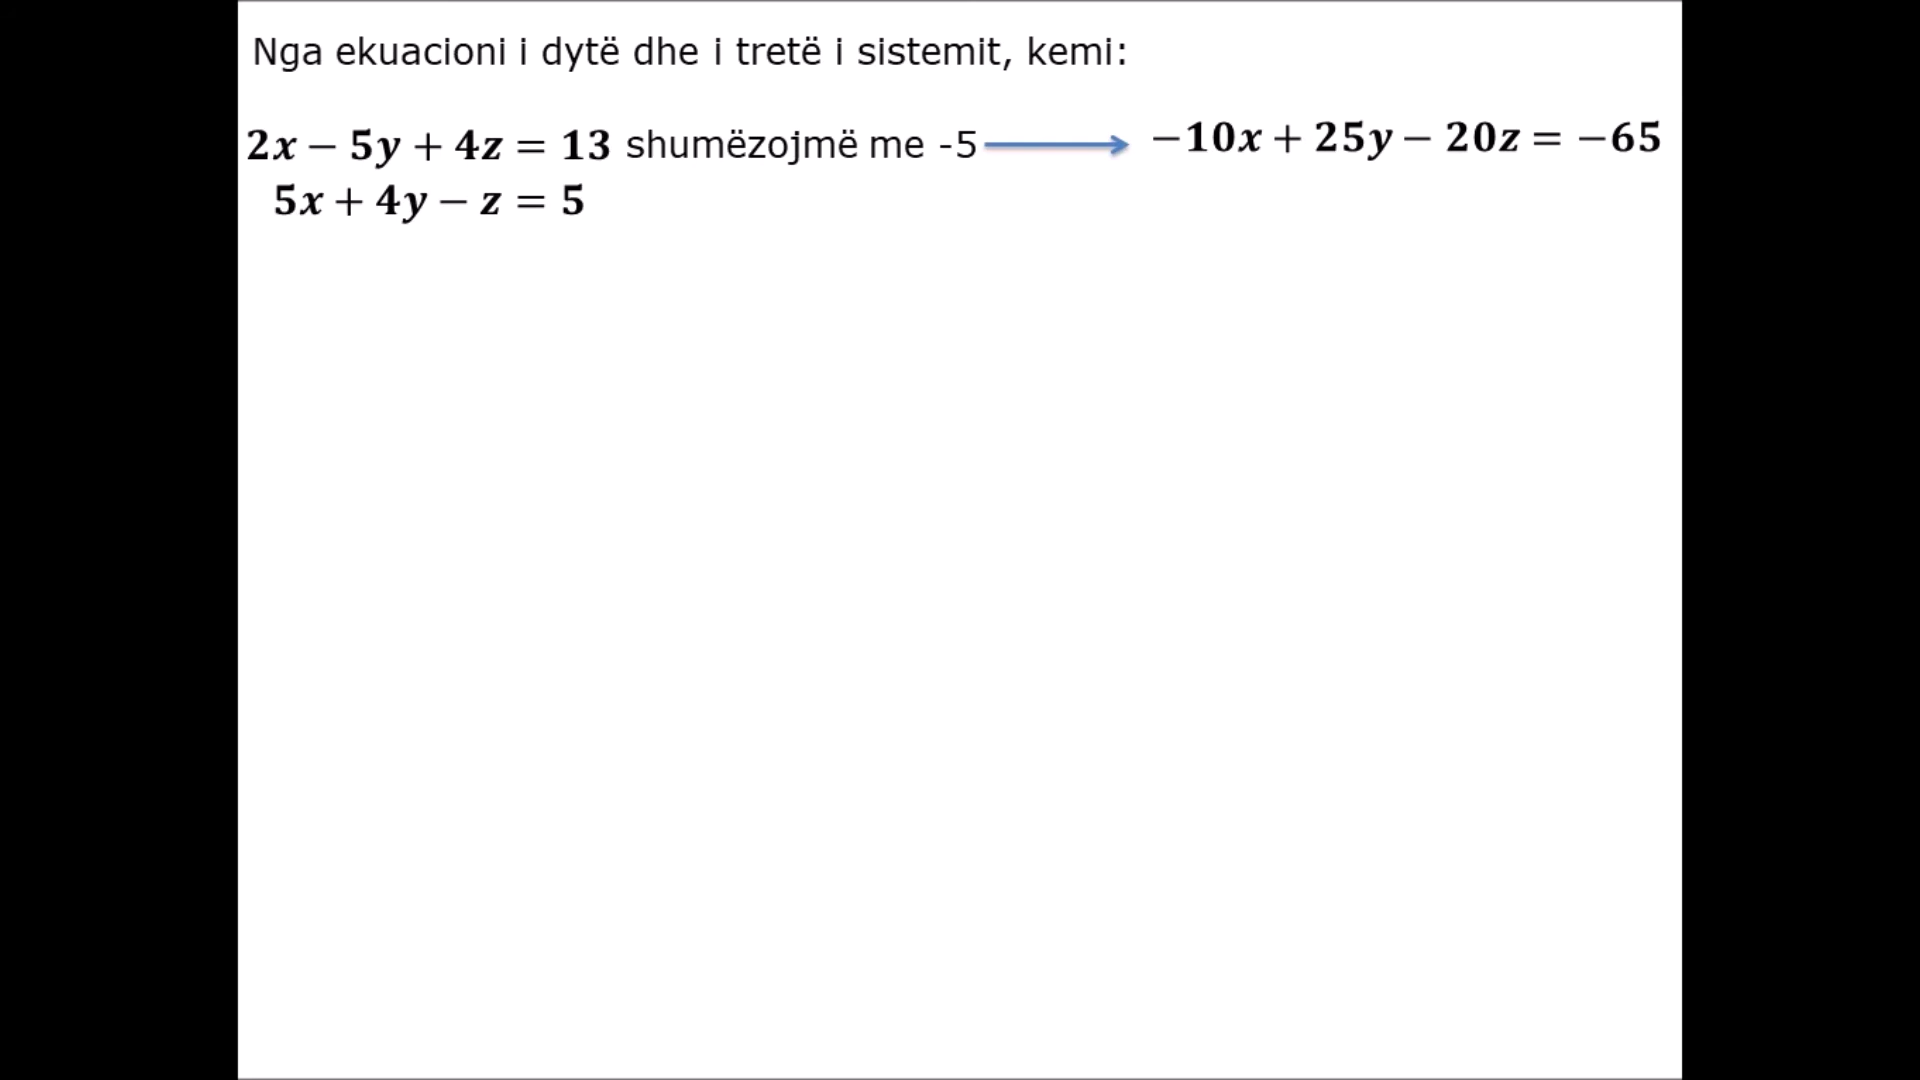 Nga ekuacioni i dytë dhe i tretë i sistemit, kemi:
2x − 5y + 4z = 13 shumëzojmë me -5 → −10x + 25y − 20z = −65
5x + 4y − z = 5